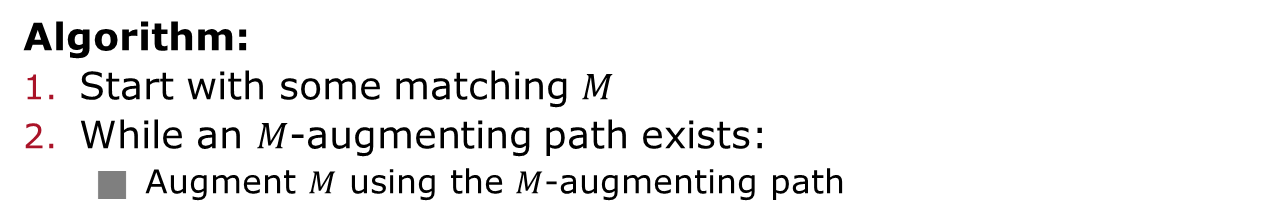 Algorithm:
1. Start with some matching M
2. While an M-augmenting path exists:
■ Augment M using the M-augmenting path